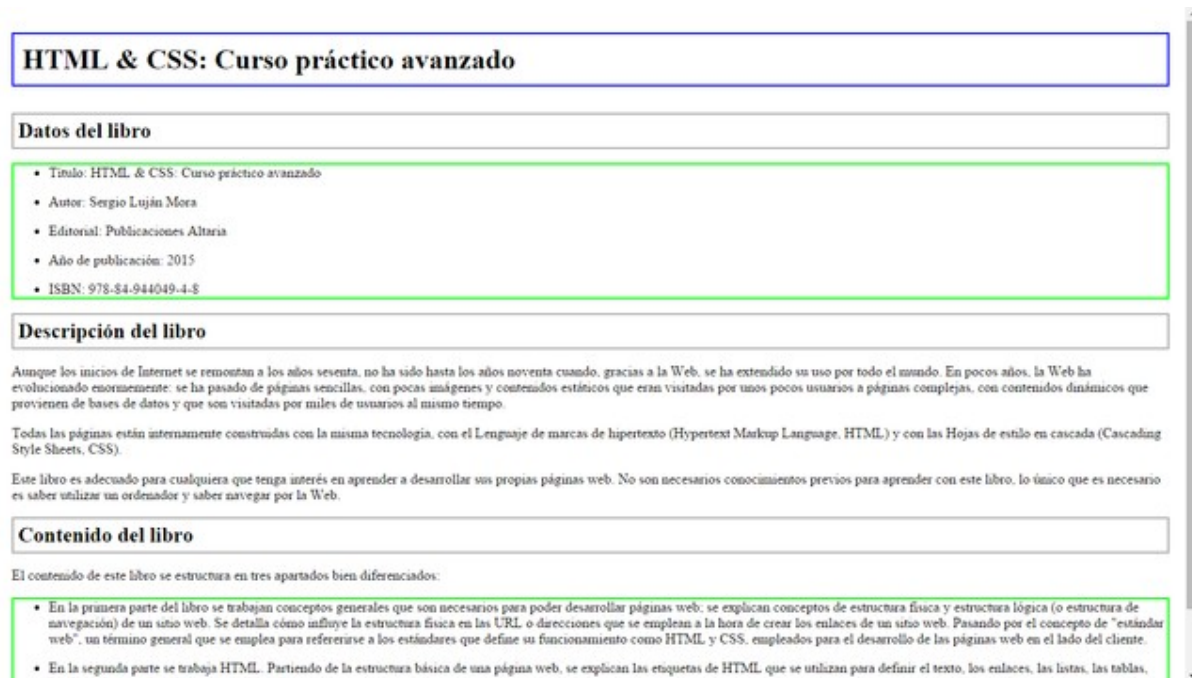 HTML & CSS: Curso práctico avanzado
Datos del libro
• Título: HTML & CSS: Curso práctico avanzado
• Autor: Sergio Luján Mora
• Editorial: Publicaciones Altaria
• Año de publicación: 2015
• ISBN: 978-84-944049-4-8
Descripción del libro
Aunque los inicios de Internet se remontan a los años sesenta, no ha sido hasta los años noventa cuando, gracias a la Web, se ha extendido su uso por todo el mundo. En pocos años, la Web ha
evolucionado enormemente: se ha pasado de páginas sencillas, con pocas imágenes y contenidos estáticos que eran visitadas por unos pocos usuarios a páginas complejas, con contenidos dinámicos que
provienen de bases de datos y que son visitadas por miles de usuarios al mismo tiempo.
Todas las páginas están internamente construidas con la misma tecnología, con el Lenguaje de marcas de hipertexto (Hypertext Markup Language, HTML) y con las Hojas de estilo en cascada (Cascading
Style Sheets, CSS).
Este libro es adecuado para cualquiera que tenga interés en aprender a desarrollar sus propias páginas web. No son necesarios conocimientos previos para aprender con este libro, lo único que es necesario
es saber utilizar un ordenador y saber navegar por la Web.
Contenido del libro
El contenido de este libro se estructura en tres apartados bien diferenciados:
• En la primera parte del libro se trabajan conceptos generales que son necesarios para poder desarrollar páginas web: se explican conceptos de estructura física y estructura lógica (o estructura de
navegación) de un sitio web. Se detalla cómo influye la estructura física en las URL o direcciones que se emplean a la hora de crear los enlaces de un sitio web. Pasando por el concepto de "estándar
web", un término general que se emplea para refererirse a los estándares que define su funcionamiento como HTML y CSS, empleados para el desarrollo de las páginas web en el lado del cliente.
• En la segunda parte se trabaja HTML. Partiendo de la estructura básica de una página web, se explican las etiquetas de HTML que se utilizan para definir el texto, los enlaces, las listas, las tablas,